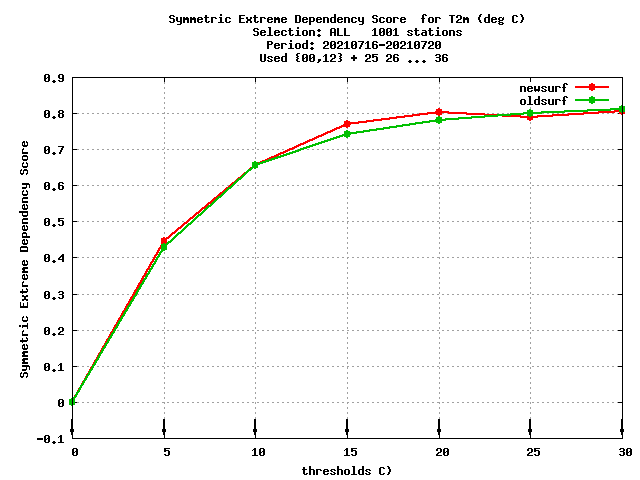 Symmetric Extreme Dependency Score  for T2m (deg C)
Selection: ALL   1001 stations
Period: 20210716-20210720
Used {00,12} + 25 26 ... 36
newsurf
oldsurf
Symmetric Extreme Dependency Score
0.9
0.8
0.7
0.6
0.5
0.4
0.3
0.2
0.1
0
-0.1
0 5 10 15 20 25 30
thresholds C)